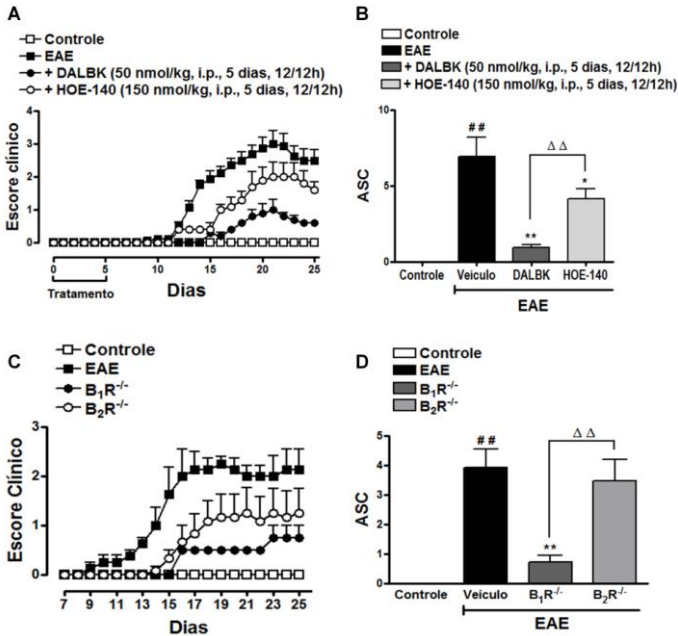 A
Controle
EAE
+ DALBK (50 nmol/kg, i.p., 5 dias, 12/12h)
+ HOE-140 (150 nmol/kg, i.p., 5 dias, 12/12h)
Escore clínico
4
3
2
1
0
0 5 10 15 20 25
Tratamento
Dias
B
Controle
EAE
+ DALBK (50 nmol/kg, i.p., 5 dias, 12/12h)
+ HOE-140 (150 nmol/kg, i.p., 5 dias, 12/12h)
ASC
10
5
0
##
**
Δ Δ
*
Controle Veículo DALBK HOE-140
EAE
C
Controle
EAE
B₁R⁻/⁻
B₂R⁻/⁻
Escore Clínico
3
2
1
0
7 9 11 13 15 17 19 21 23 25
Dias
D
Controle
EAE
B₁R⁻/⁻
B₂R⁻/⁻
ASC
5
4
3
2
1
0
##
**
Δ Δ
Controle Veículo B₁R⁻/⁻ B₂R⁻/⁻
EAE